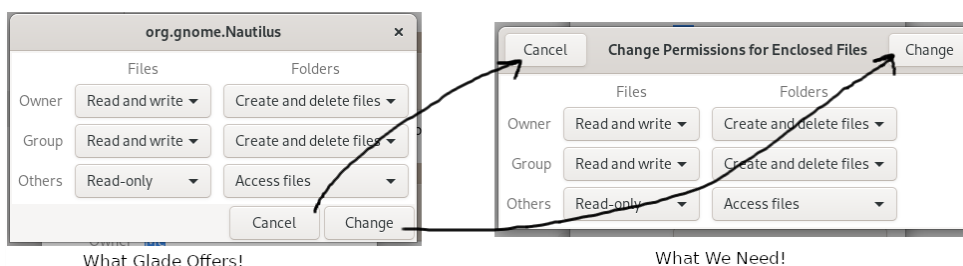 org.gnome.Nautilus ×
Files Folders
Owner Read and write Create and delete files
Group Read and write Create and delete files
Others Read-only Access files
Cancel Change
What Glade Offers!
Cancel Change Permissions for Enclosed Files Change
Files Folders
Owner Read and write Create and delete files
Group Read and write Create and delete files
Others Read-only Access files
What We Need!